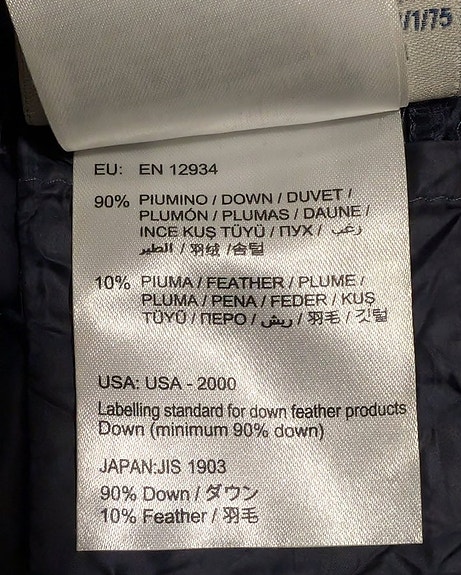 /1/75
EU: EN 12934
90% PIUMINO / DOWN / DUVET /
PLUMÓN / PLUMAS / DAUNE /
INCE KUŞ TÜYÜ / ПУХ / زغب
الطير / 羽绒 /솜털
10% PIUMA / FEATHER / PLUME /
PLUMA / PENA / FEDER / KUŞ
TÜYÜ / ПЕРО / ريش / 羽毛 / 깃털
USA: USA - 2000
Labelling standard for down feather products
Down (minimum 90% down)
JAPAN:JIS 1903
90% Down / ダウン
10% Feather / 羽毛